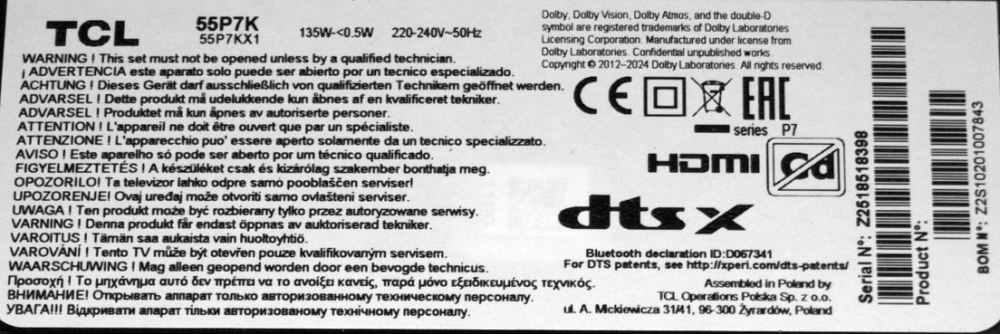 TCL
55P7K
55P7KX1
135W-<0.5W 220-240V~50Hz
WARNING ! This set must not be opened unless by a qualified technician.
¡ ADVERTENCIA este aparato solo puede ser abierto por un tecnico especializado.
ACHTUNG ! Dieses Gerät darf ausschließlich von qualifizierten Technikern geöffnet werden.
ADVARSEL ! Dette produkt må udelukkende kun åbnes af en kvalificeret tekniker.
ADVARSEL ! Produktet må kun åpnes av autoriserte personer.
ATTENTION ! L'appareil ne doit être ouvert que par un spécialiste.
ATTENZIONE ! L'apparecchio puo' essere aperto solamente da un tecnico specializzato.
AVISO ! Este aparelho só pode ser aberto por um técnico qualificado.
FIGYELMEZTETÉS ! A készüléket csak és kizárólag szakember bonthatja meg.
OPOZORILO! Ta televizor lahko odpre samo pooblaščen serviser!
UPOZORENJE! Ovaj uređaj može otvoriti samo ovlašteni serviser.
UWAGA ! Ten produkt może być rozbierany tylko przez autoryzowane serwisy.
VARNING ! Denna produkt får endast öppnas av auktoriserad tekniker.
VAROITUS ! Tämän saa aukaista vain huoltoyhtiö.
VAROVÁNÍ ! Tento TV může být otevřen pouze kvalifikovaným servisem.
WAARSCHUWING ! Mag alleen geopend worden door een bevoegde technicus.
Προσοχή ! Το μηχάνημα αυτό δεν πρέπει να το ανοίξει κανείς, παρά μόνο εξειδικευμένος τεχνικός.
ВНИМАНИЕ! Открывать аппарат только авторизованному техническому персоналу.
УВАГА!!! Відкривати апарат тільки авторизованному технічному персоналу.
Dolby, Dolby Vision, Dolby Atmos, and the double-D
symbol are registered trademarks of Dolby Laboratories
Licensing Corporation. Manufactured under license from
Dolby Laboratories. Confidential unpublished works.
Copyright © 2012-2024 Dolby Laboratories. All rights reserved.
CE EAC
series P7
HDMI Cd
dts x
Bluetooth declaration ID:D067341
For DTS patents, see http://xperi.com/dts-patents/
Assembled in Poland by
TCL Operations Polska Sp. z o.o.
ul. A. Mckiewicza 31/41, 96-300 Żyrardów, Poland
Serial Nº: Z2518518398
Product Nº:
BOM Nº: Z2S10201007843